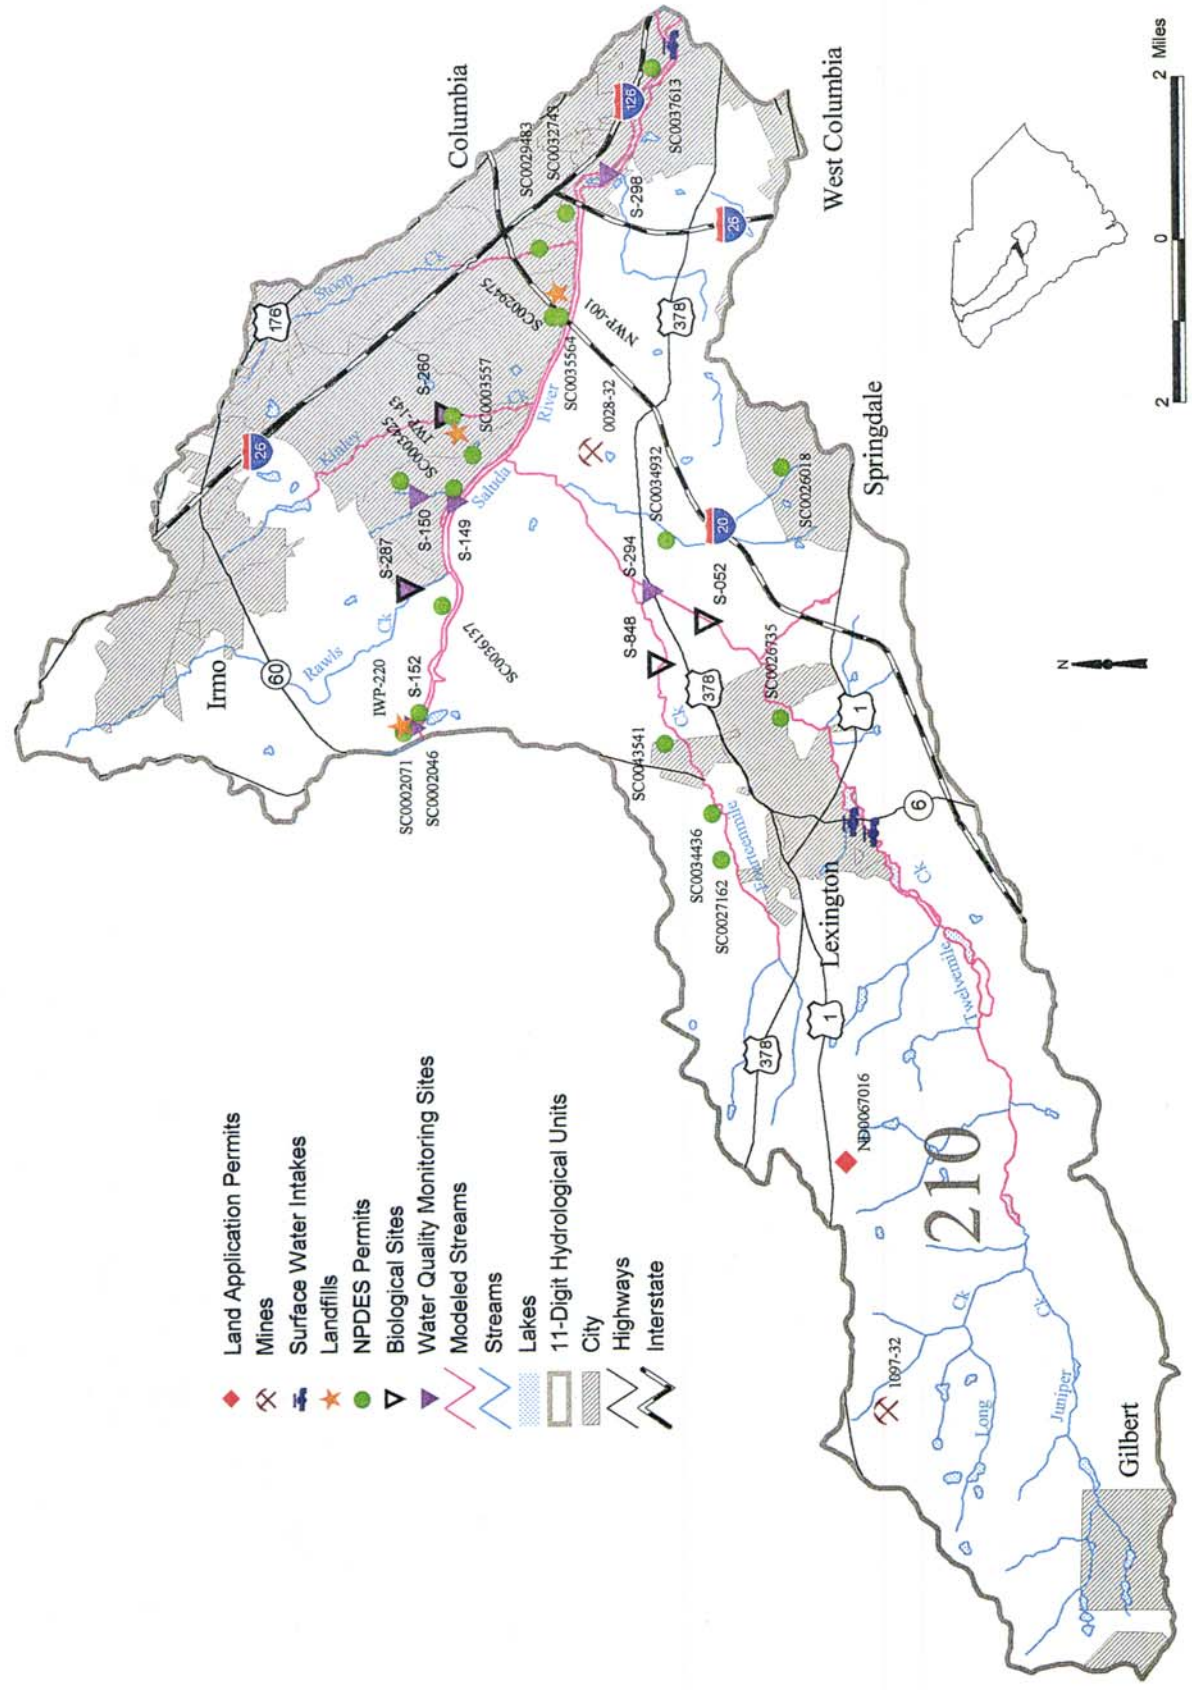 Land Application Permits
Mines
Surface Water Intakes
Landfills
NPDES Permits
Biological Sites
Water Quality Monitoring Sites
Modeled Streams
Streams
Lakes
11-Digit Hydrological Units
City
Highways
Interstate
Irmo
60
Rawls
Ck
IWP-220
S-152
SC0002071
SC0002046
SC0036137
S-287
S-149
S-150
SC0003425
IWP-143
S-260
SC0003557
Kinley
Ck
26
176
Stoop
Ck
Columbia
SC0029483
SC0032743
126
SC0037613
S-298
26
West Columbia
SC0029475
NWP-001
SC0035564
River
Saluda
378
0028-32
SC0034932
SC0026018
Springdale
20
S-294
S-052
S-848
378
SC0026735
1
Ck
SC0043541
SC0034436
SC0027162
Fourteenmile
Lexington
6
Ck
Twelvemile
378
1
ND0067016
210
1097-32
Ck
Ck
Long
Juniper
Gilbert
N
2 0 2 Miles